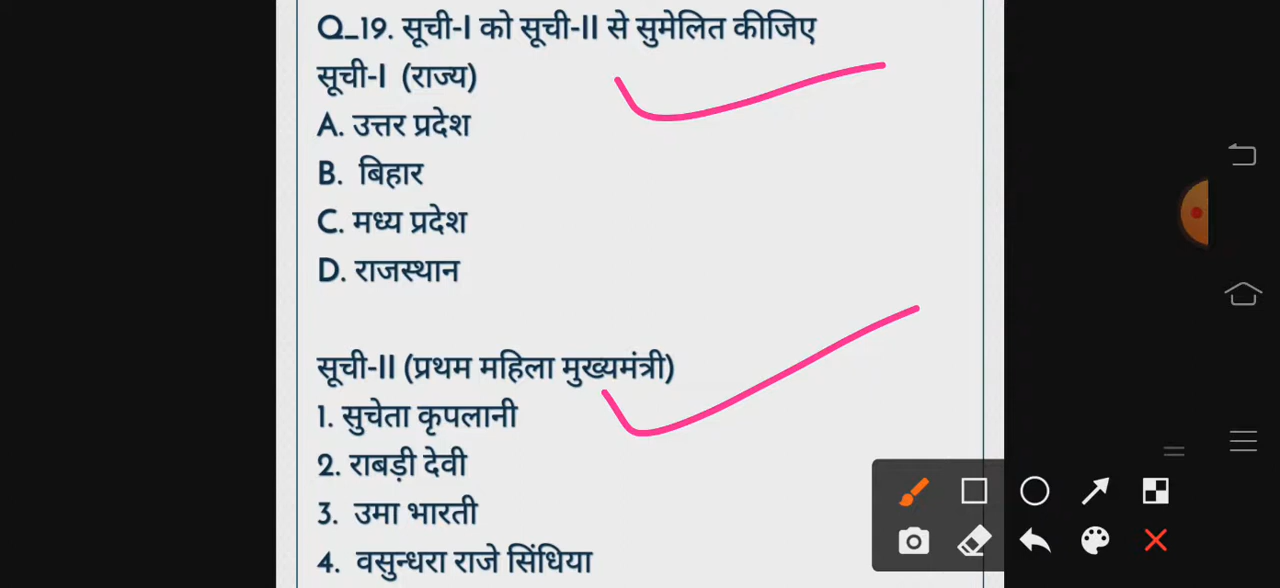 Q_19. सूची-I को सूची-II से सुमेलित कीजिए
सूची-I (राज्य)
A. उत्तर प्रदेश
B. बिहार
C. मध्य प्रदेश
D. राजस्थान
सूची-II (प्रथम महिला मुख्यमंत्री)
1. सुचेता कृपलानी
2. राबड़ी देवी
3. उमा भारती
4. वसुन्धरा राजे सिंधिया